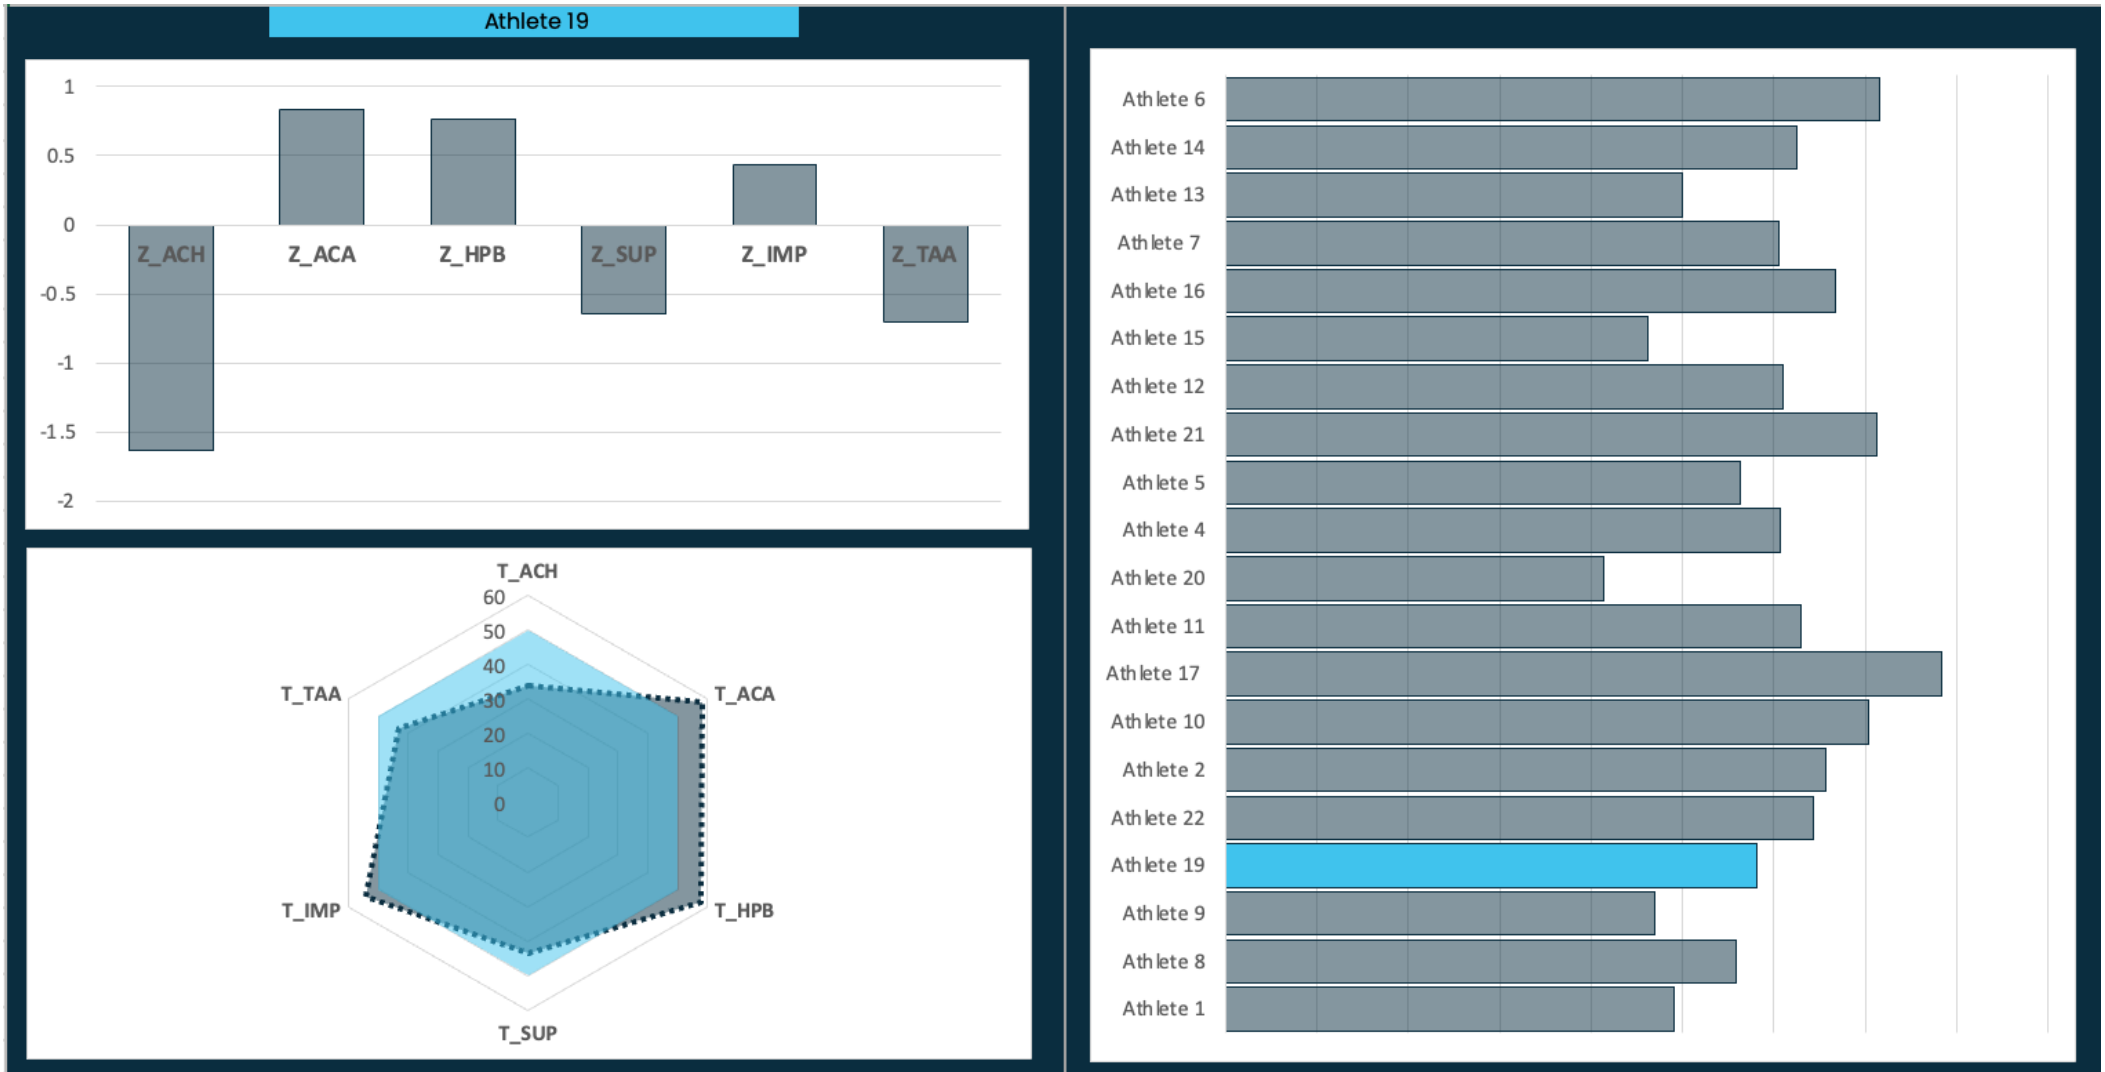 Athlete 19
1
0.5
0
-0.5
-1
-1.5
-2
Z_ACH Z_ACA Z_HPB Z_SUP Z_IMP Z_TAA
T_ACH
60
50
40
30
20
10
0
T_TAA T_ACA
T_IMP T_HPB
T_SUP
Athlete 6
Athlete 14
Athlete 13
Athlete 7
Athlete 16
Athlete 15
Athlete 12
Athlete 21
Athlete 5
Athlete 4
Athlete 20
Athlete 11
Athlete 17
Athlete 10
Athlete 2
Athlete 22
Athlete 19
Athlete 9
Athlete 8
Athlete 1